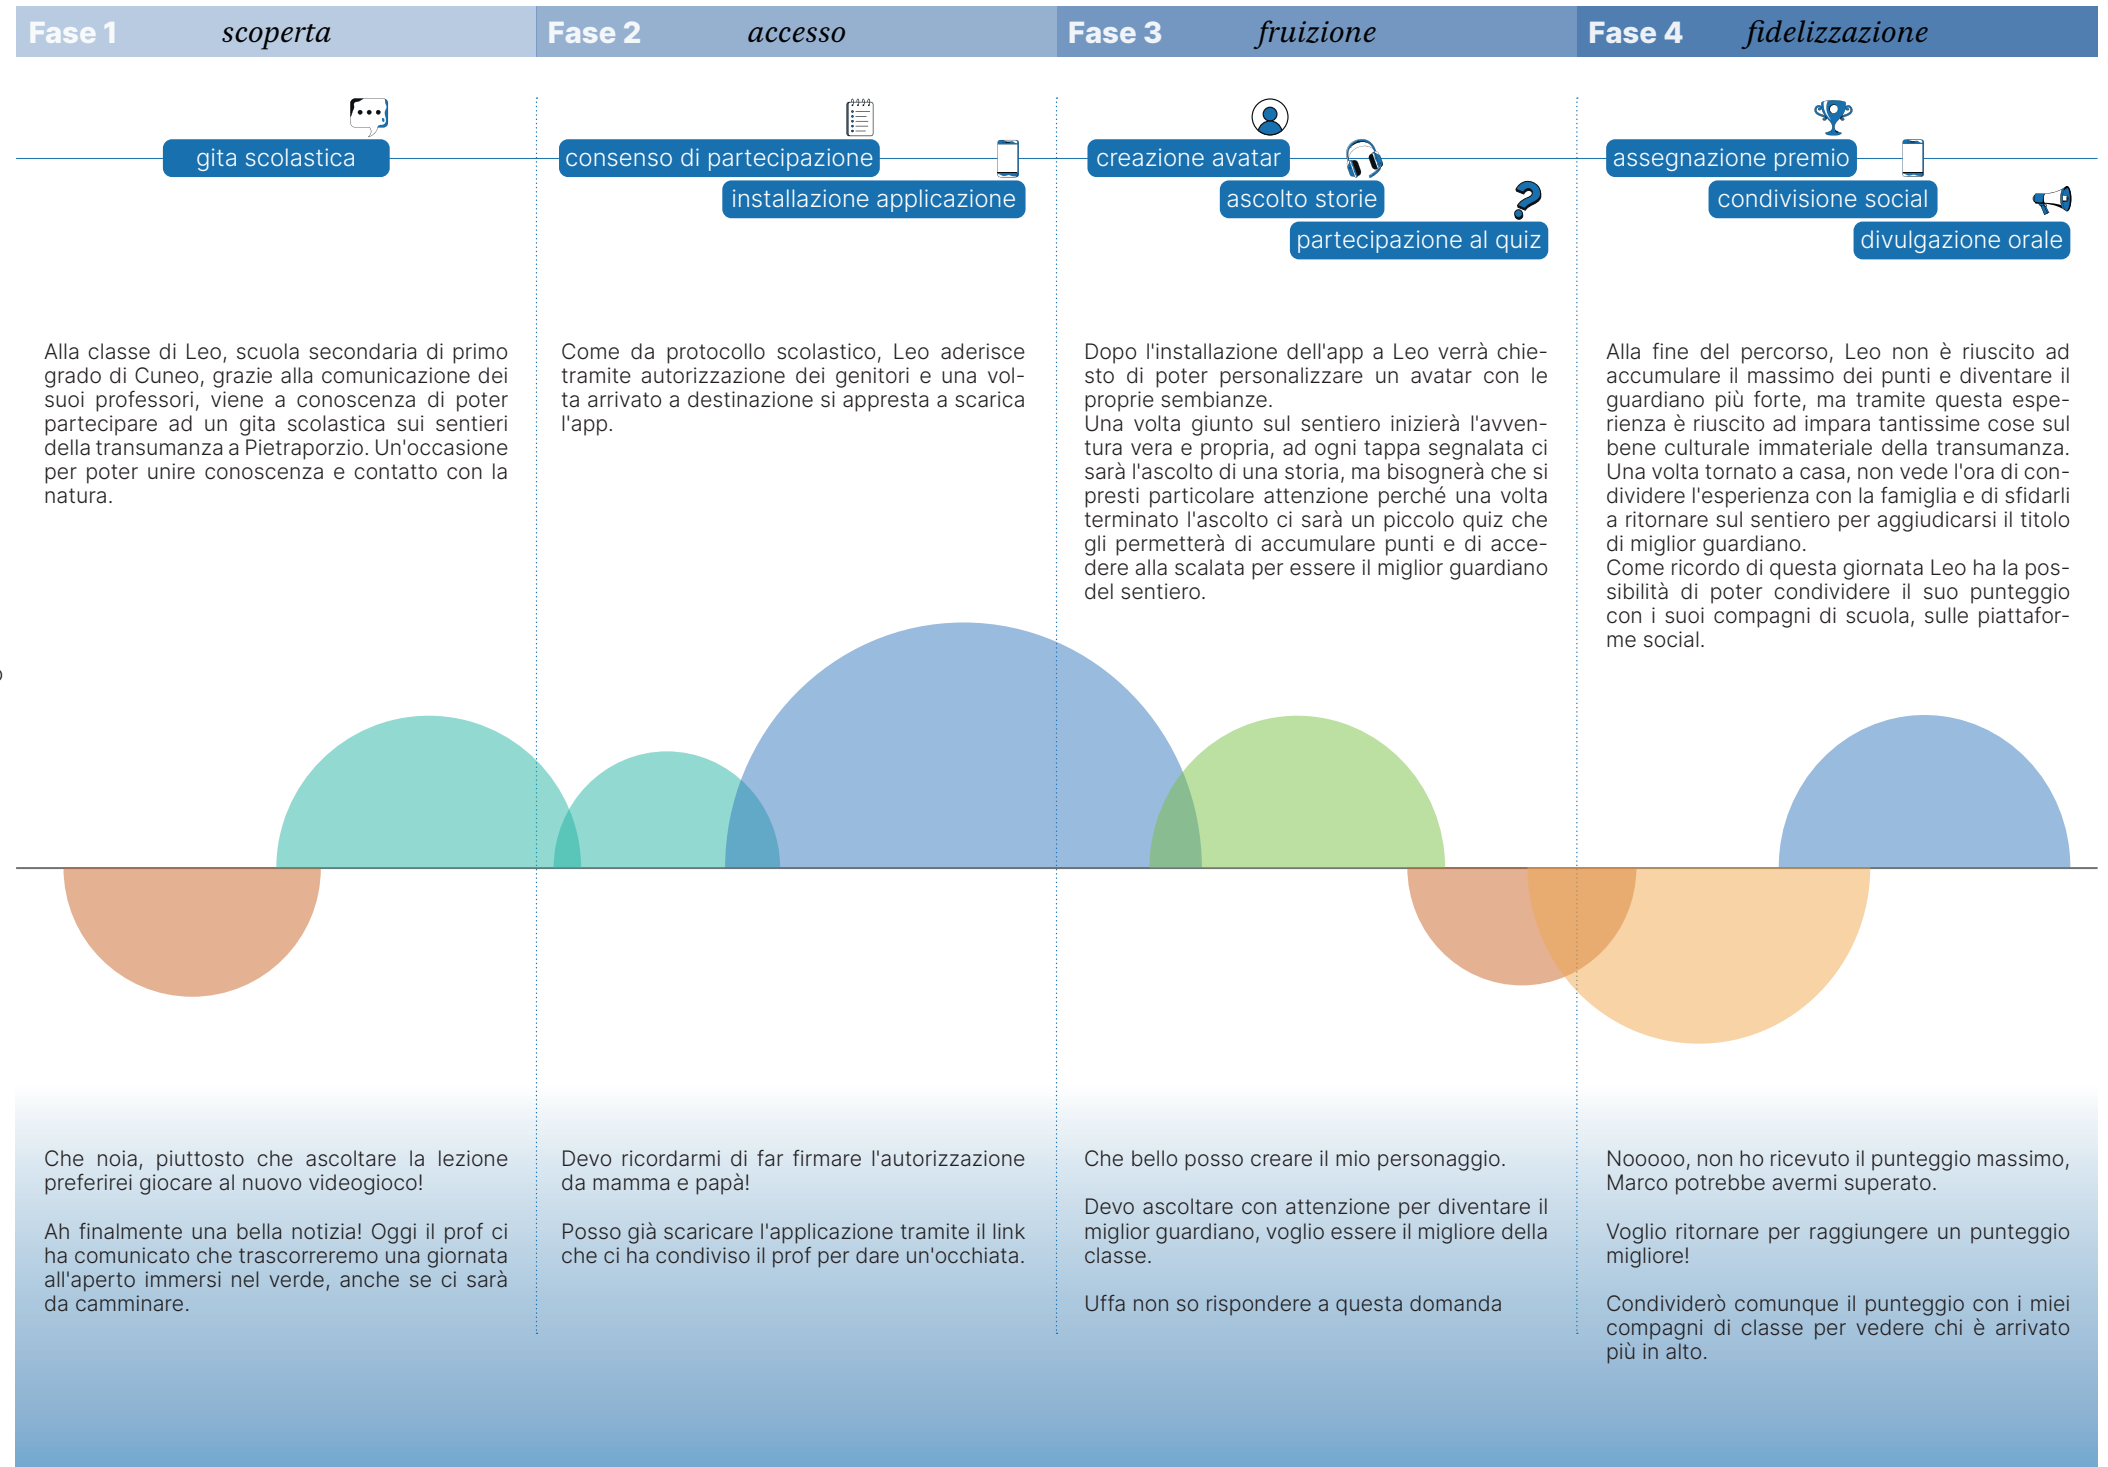 Fase 1 scoperta
Fase 2 accesso
Fase 3 fruizione
Fase 4 fidelizzazione
gita scolastica
consenso di partecipazione
installazione applicazione
creazione avatar
ascolto storie
partecipazione al quiz
assegnazione premio
condivisione social
divulgazione orale
Alla classe di Leo, scuola secondaria di primo
grado di Cuneo, grazie alla comunicazione dei
suoi professori, viene a conoscenza di poter
partecipare ad un gita scolastica sui sentieri
della transumanza a Pietraporzio. Un'occasione
per poter unire conoscenza e contatto con la
natura.
Come da protocollo scolastico, Leo aderisce
tramite autorizzazione dei genitori e una vol-
ta arrivato a destinazione si appresta a scarica
l'app.
Dopo l'installazione dell'app a Leo verrà chie-
sto di poter personalizzare un avatar con le
proprie sembianze.
Una volta giunto sul sentiero inizierà l'avven-
tura vera e propria, ad ogni tappa segnalata ci
sarà l'ascolto di una storia, ma bisognerà che si
presti particolare attenzione perché una volta
terminato l'ascolto ci sarà un piccolo quiz che
gli permetterà di accumulare punti e di acce-
dere alla scalata per essere il miglior guardiano
del sentiero.
Alla fine del percorso, Leo non è riuscito ad
accumulare il massimo dei punti e diventare il
guardiano più forte, ma tramite questa espe-
rienza è riuscito ad impara tantissime cose sul
bene culturale immateriale della transumanza.
Una volta tornato a casa, non vede l'ora di con-
dividere l'esperienza con la famiglia e di sfidarli
a ritornare sul sentiero per aggiudicarsi il titolo
di miglior guardiano.
Come ricordo di questa giornata Leo ha la pos-
sibilità di poter condividere il suo punteggio
con i suoi compagni di scuola, sulle piattafor-
me social.
Che noia, piuttosto che ascoltare la lezione
preferirei giocare al nuovo videogioco!
Ah finalmente una bella notizia! Oggi il prof ci
ha comunicato che trascorreremo una giornata
all'aperto immersi nel verde, anche se ci sarà
da camminare.
Devo ricordarmi di far firmare l'autorizzazione
da mamma e papà!
Posso già scaricare l'applicazione tramite il link
che ci ha condiviso il prof per dare un'occhiata.
Che bello posso creare il mio personaggio.
Devo ascoltare con attenzione per diventare il
miglior guardiano, voglio essere il migliore della
classe.
Uffa non so rispondere a questa domanda
Nooooo, non ho ricevuto il punteggio massimo,
Marco potrebbe avermi superato.
Voglio ritornare per raggiungere un punteggio
migliore!
Condividerò comunque il punteggio con i miei
compagni di classe per vedere chi è arrivato
più in alto.